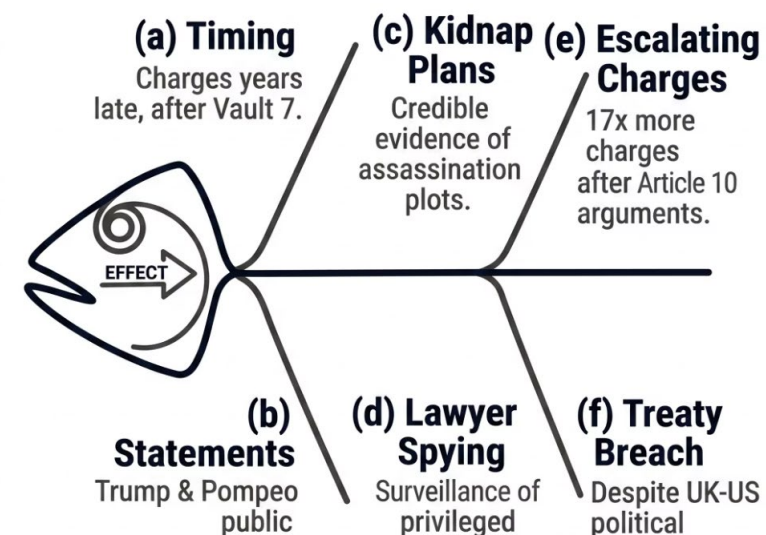 (a) Timing
Charges years
late, after Vault 7.
(c) Kidnap
Plans
Credible
evidence of
assassination
plots.
(e) Escalating
Charges
17x more
charges
after Article 10
arguments.
EFFECT
(b)
Statements
Trump & Pompeo
public
(d) Lawyer
Spying
Surveillance of
privileged
(f) Treaty
Breach
Despite UK-US
political